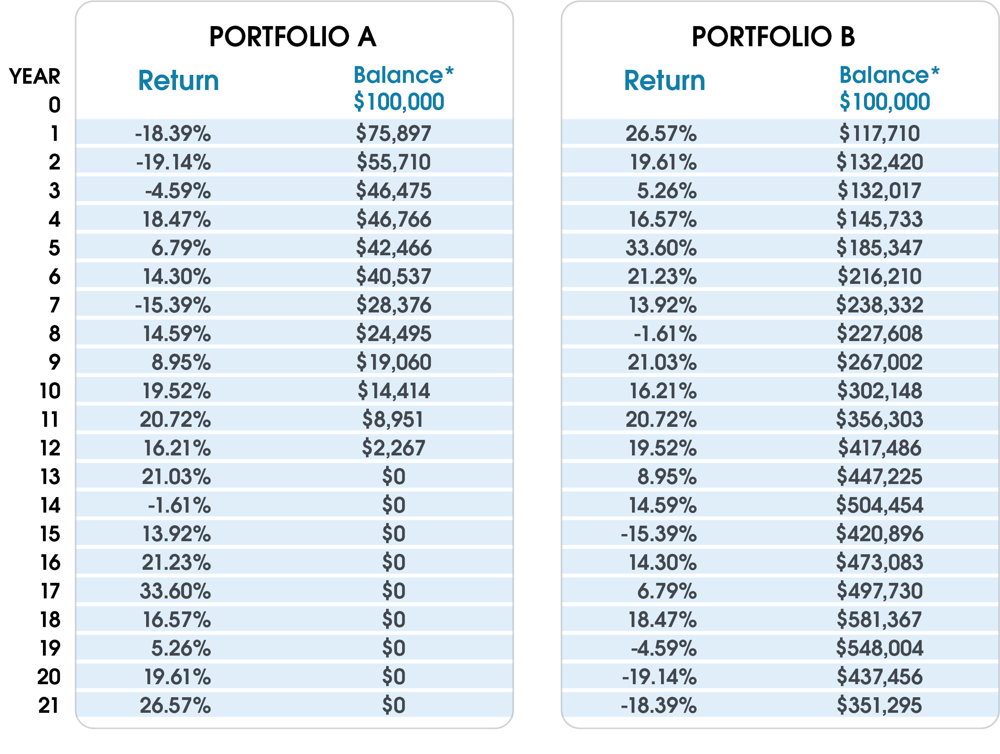 PORTFOLIO A PORTFOLIO B
YEAR Return Balance* Return Balance*
0 $100,000 $100,000
1 -18.39% $75,897 26.57% $117,710
2 -19.14% $55,710 19.61% $132,420
3 -4.59% $46,475 5.26% $132,017
4 18.47% $46,766 16.57% $145,733
5 6.79% $42,466 33.60% $185,347
6 14.30% $40,537 21.23% $216,210
7 -15.39% $28,376 13.92% $238,332
8 14.59% $24,495 -1.61% $227,608
9 8.95% $19,060 21.03% $267,002
10 19.52% $14,414 16.21% $302,148
11 20.72% $8,951 20.72% $356,303
12 16.21% $2,267 19.52% $417,486
13 21.03% $0 8.95% $447,225
14 -1.61% $0 14.59% $504,454
15 13.92% $0 -15.39% $420,896
16 21.23% $0 14.30% $473,083
17 33.60% $0 6.79% $497,730
18 16.57% $0 18.47% $581,367
19 5.26% $0 -4.59% $548,004
20 19.61% $0 -19.14% $437,456
21 26.57% $0 -18.39% $351,295